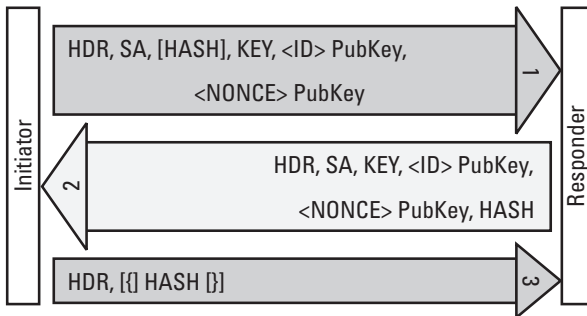 Initiator
Responder
HDR, SA, [HASH], KEY, <ID> PubKey,
<NONCE> PubKey
1
HDR, SA, KEY, <ID> PubKey,
<NONCE> PubKey, HASH
2
HDR, [{] HASH [}]
3